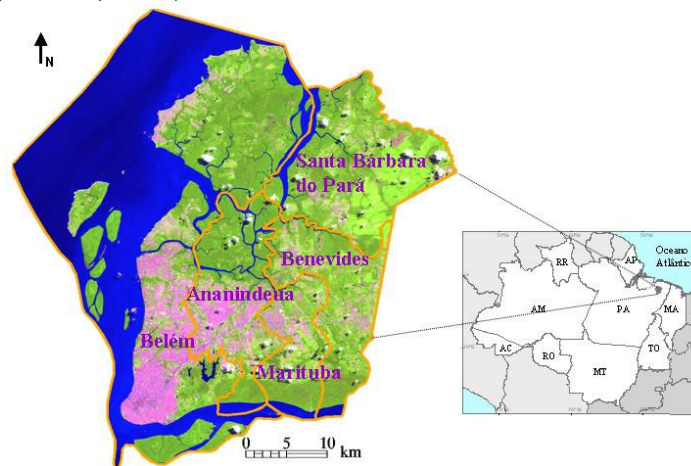 N
Santa Bárbara
do Pará
Benevides
Ananindeua
Belém
Marituba
0 5 10
km
Oceano
Atlântico
RR
AP
AM
PA
MA
AC
RO
TO
MT